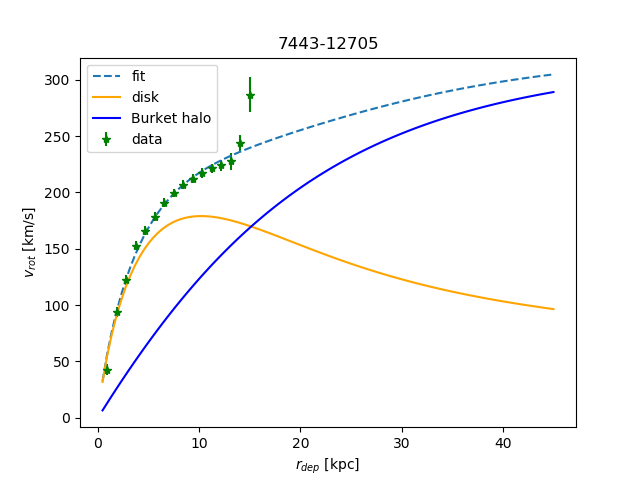 7443-12705
fit
disk
Burket halo
data
300
250
200
150
100
50
0
v_rot [km/s]
0 10 20 30 40
r_dep [kpc]